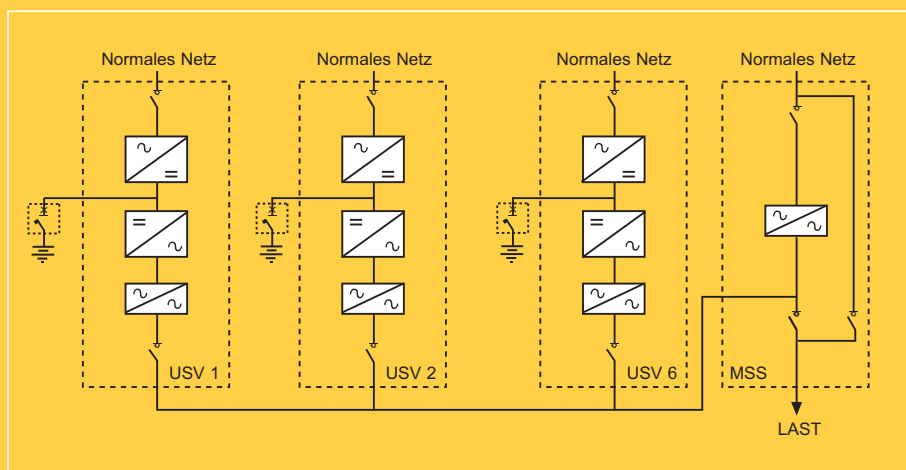 Normales Netz
Normales Netz
Normales Netz
Normales Netz
USV 1
USV 2
USV 6
MSS
LAST